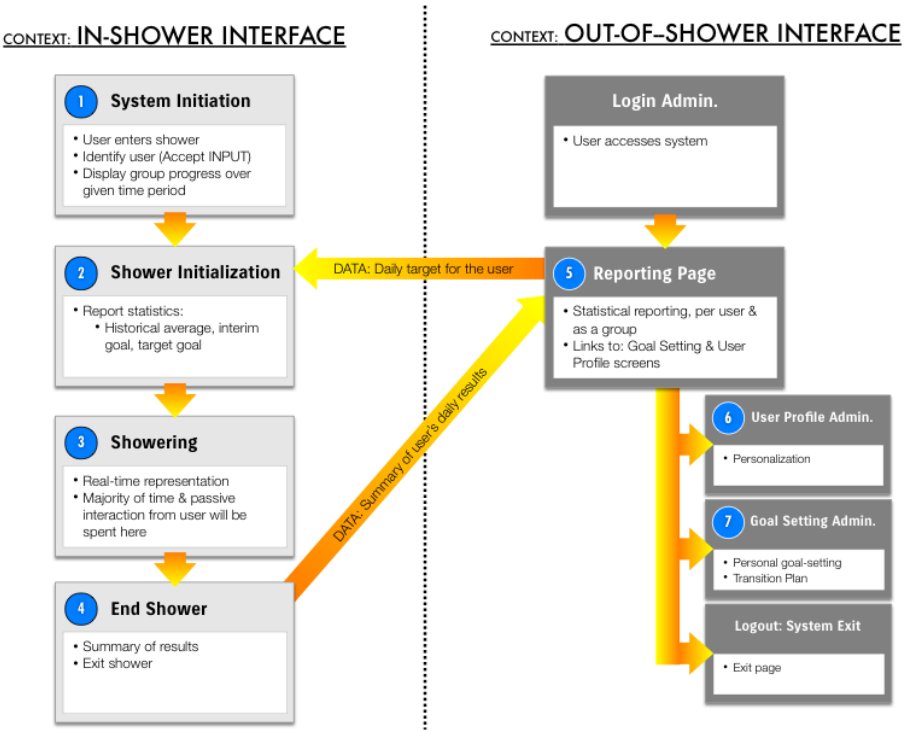 CONTEXT: IN-SHOWER INTERFACE
1 System Initiation
• User enters shower
• Identify user (Accept INPUT)
• Display group progress over
given time period
2 Shower Initialization
• Report statistics:
• Historical average, interim
goal, target goal
3 Showering
• Real-time representation
• Majority of time & passive
interaction from user will be
spent here
4 End Shower
• Summary of results
• Exit shower
DATA: Daily target for the user
DATA: Summary of user's daily results
CONTEXT: OUT-OF–SHOWER INTERFACE
Login Admin.
• User accesses system
5 Reporting Page
• Statistical reporting, per user &
as a group
• Links to: Goal Setting & User
Profile screens
6 User Profile Admin.
• Personalization
7 Goal Setting Admin.
• Personal goal-setting
• Transition Plan
Logout: System Exit
• Exit page